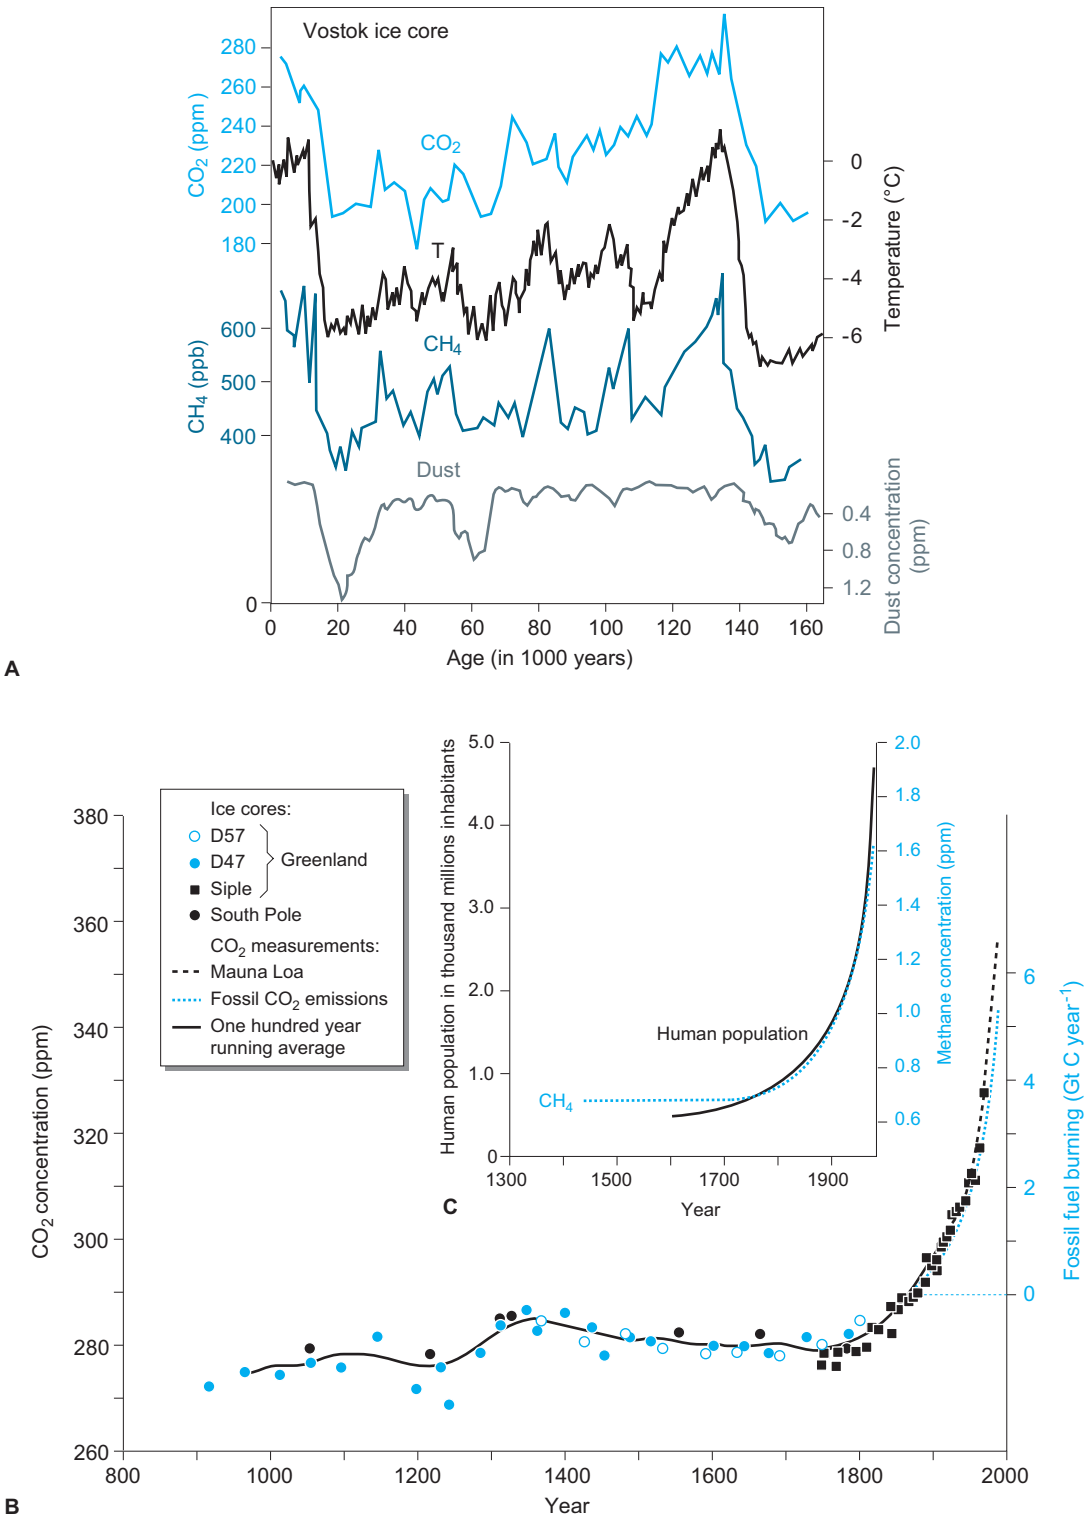 Vostok ice core
CO2 (ppm)
280
260
240
220
200
180
CO2
T
CH4
Dust
CH4 (ppb)
600
500
400
0
0
-2
-4
-6
Temperature (°C)
0.4
0.8
1.2
Dust concentration
(ppm)
0 20 40 60 80 100 120 140 160
Age (in 1000 years)
A
Ice cores:
D57
D47
Greenland
Siple
South Pole
CO2 measurements:
Mauna Loa
Fossil CO2 emissions
One hundred year
running average
Human population in thousand millions inhabitants
5.0
4.0
3.0
2.0
1.0
0
Human population
CH4
2.0
1.8
1.6
1.4
1.2
1.0
0.8
0.6
Methane concentration (ppm)
1300 1500 1700 1900
Year
C
CO2 concentration (ppm)
380
360
340
320
300
280
260
6
4
2
0
Fossil fuel burning (Gt C year-1)
800 1000 1200 1400 1600 1800 2000
Year
B